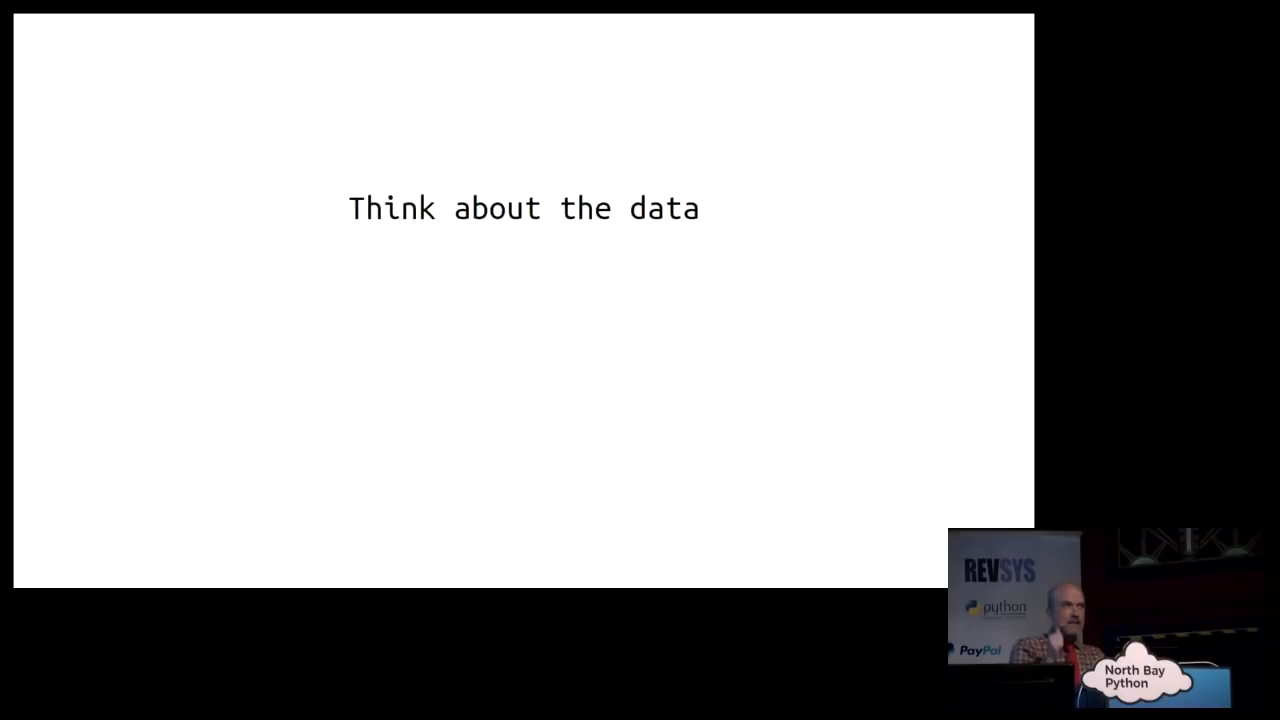 Think about the data
REVSYS
python
PayPal
North Bay
Python